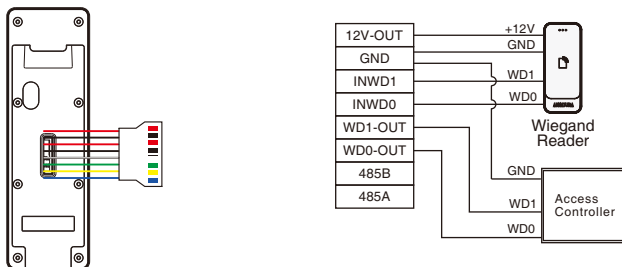 12V-OUT
GND
INWD1
INWD0
WD1-OUT
WD0-OUT
485B
485A
+12V
GND
WD1
WD0
Wiegand
Reader
GND
WD1
WD0
Access
Controller